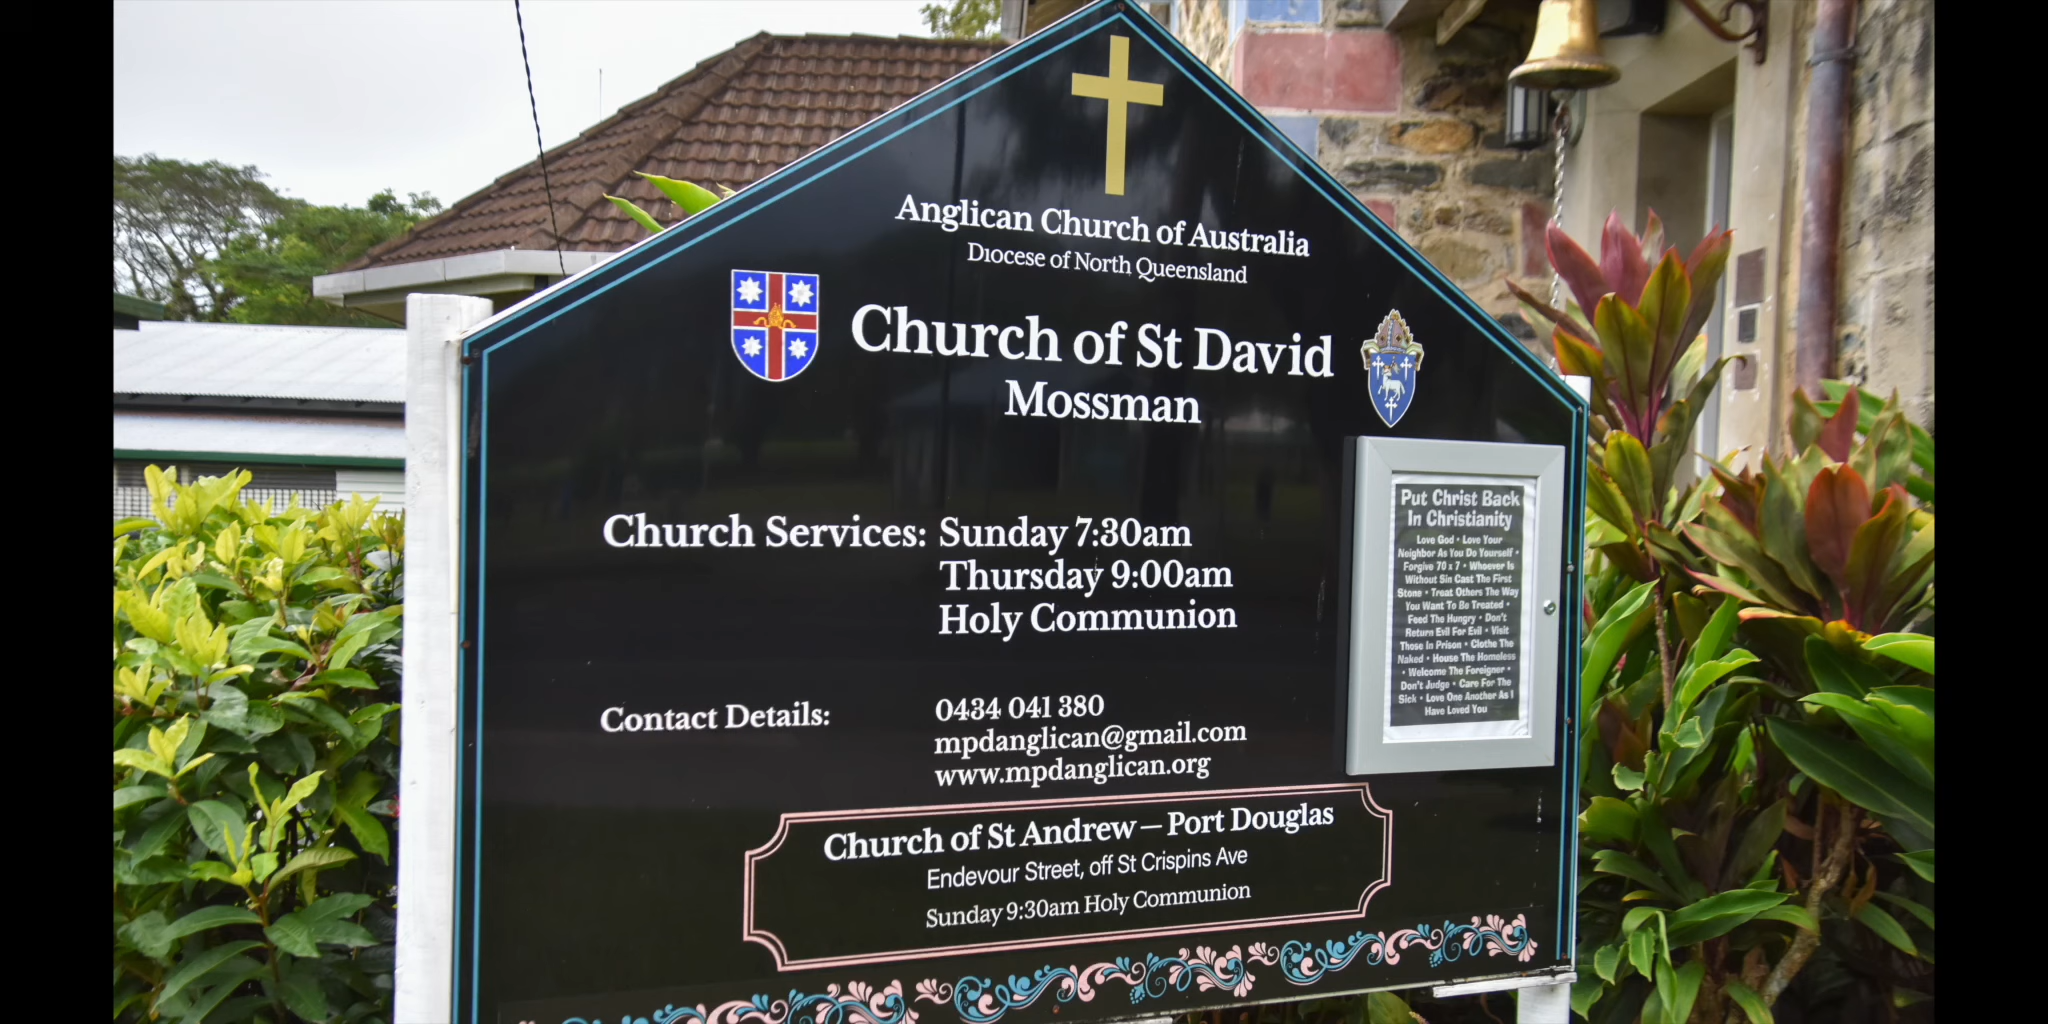 Anglican Church of Australia
Diocese of North Queensland
Church of St David
Mossman
Church Services: Sunday 7:30am
Thursday 9:00am
Holy Communion
Contact Details: 0434 041 380
mpdanglican@gmail.com
www.mpdanglican.org
Church of St Andrew – Port Douglas
Endevour Street, off St Crispins Ave
Sunday 9:30am Holy Communion
Put Christ Back
In Christianity
Love God • Love Your
Neighbor As You Do Yourself •
Forgive 70 x 7 • Whoever Is
Without Sin Cast The First
Stone • Treat Others The Way
You Want To Be Treated •
Feed The Hungry • Don't
Return Evil For Evil • Visit
Those In Prison • Clothe The
Naked • House The Homeless
• Welcome The Foreigner •
Don't Judge • Care For The
Sick • Love One Another As I
Have Loved You